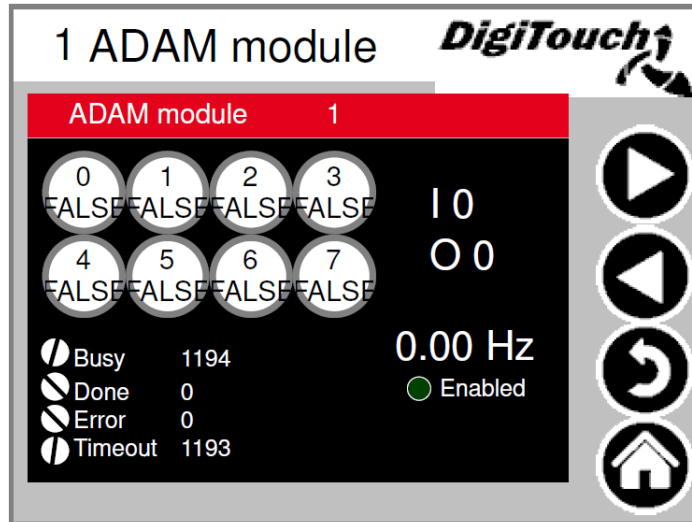 1 ADAM module
DigiTouch
ADAM module 1
0 1 2 3
FALSE FALSE FALSE FALSE
I 0
4 5 6 7
FALSE FALSE FALSE FALSE
O 0
Busy 1194
Done 0
Error 0
Timeout 1193
0.00 Hz
Enabled